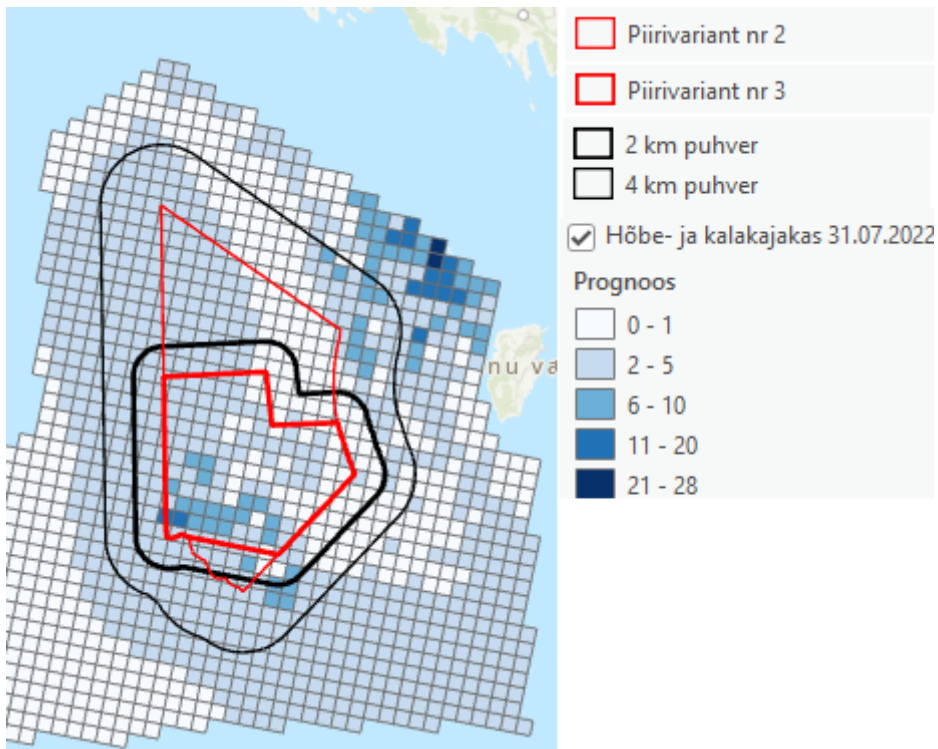 Piirivariant nr 2
Piirivariant nr 3
2 km puhver
4 km puhver
Hõbe- ja kalakajakas 31.07.2022
Prognoos
0 - 1
2 - 5
6 - 10
11 - 20
21 - 28
nu